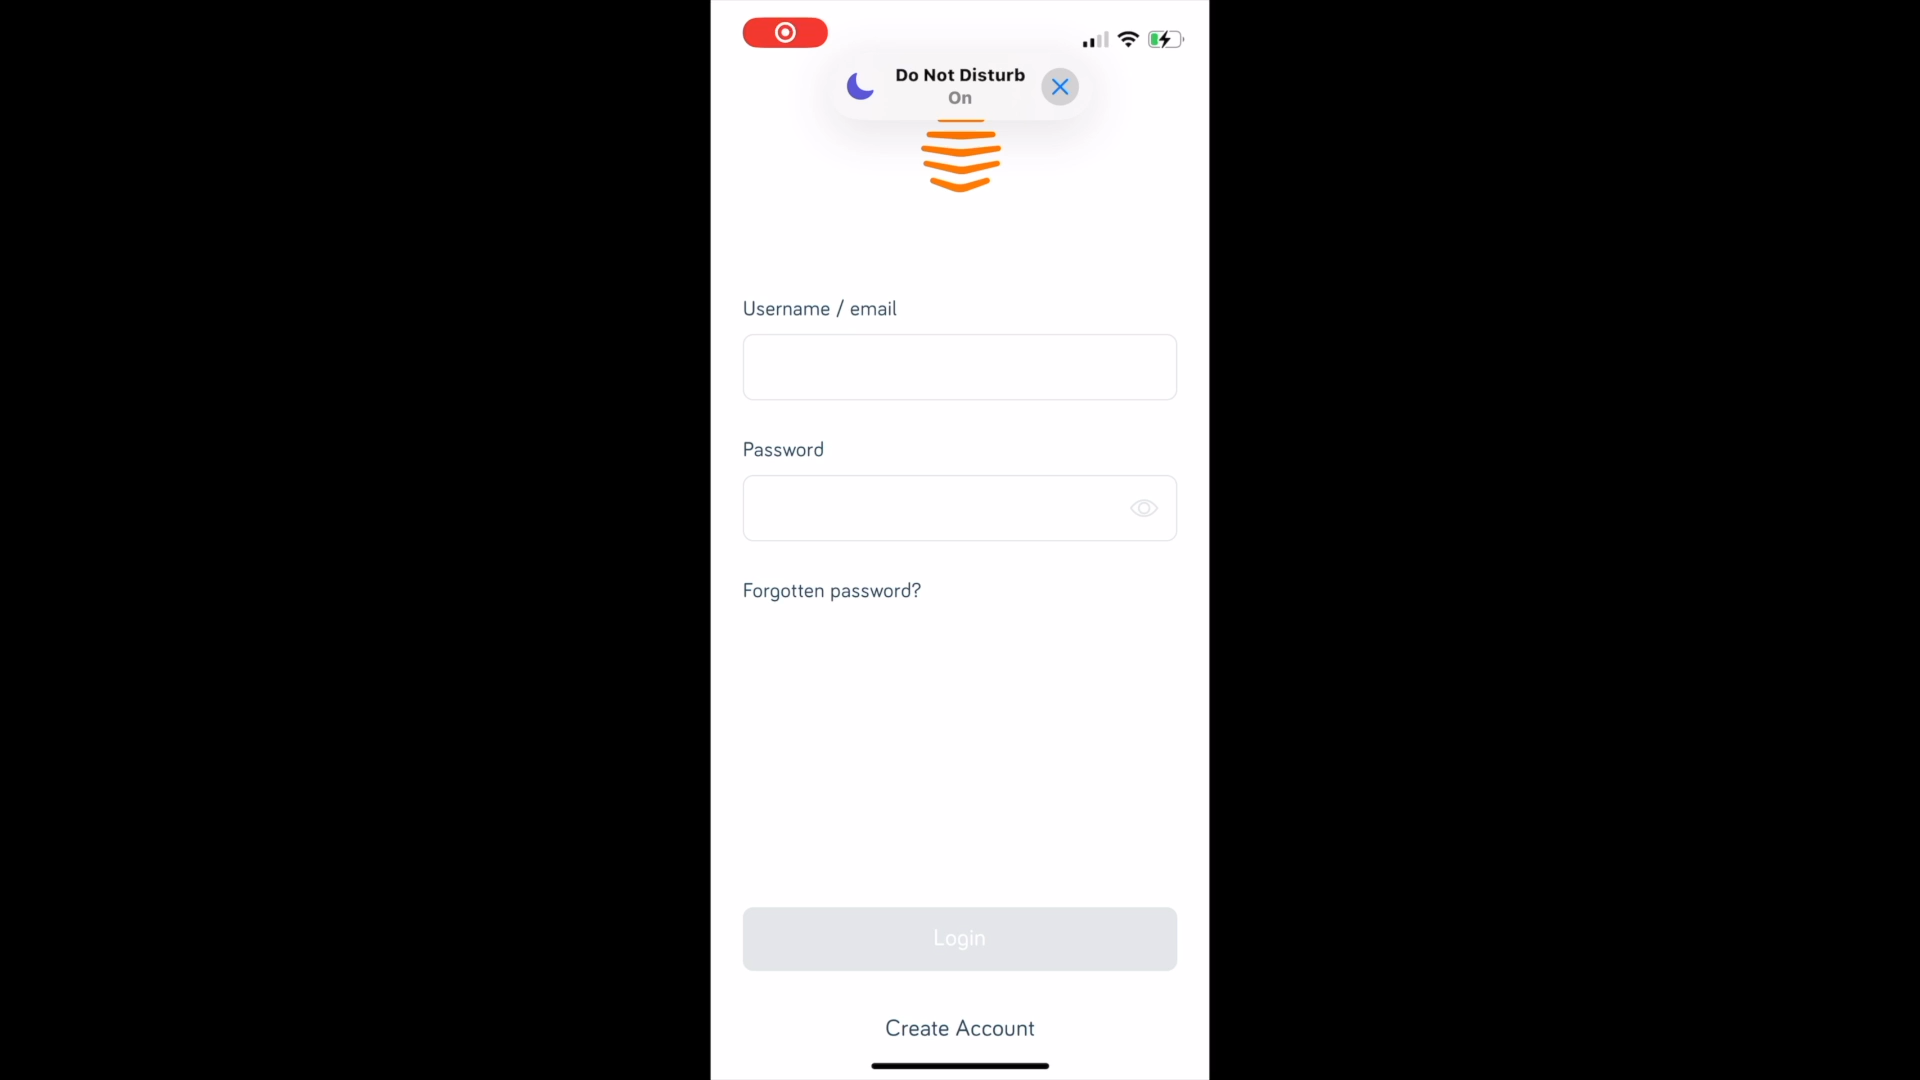 Do Not Disturb
On
Username / email
Password
Forgotten password?
Login
Create Account